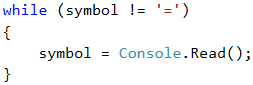 while (symbol != '=')
{
    symbol = Console.Read();
}